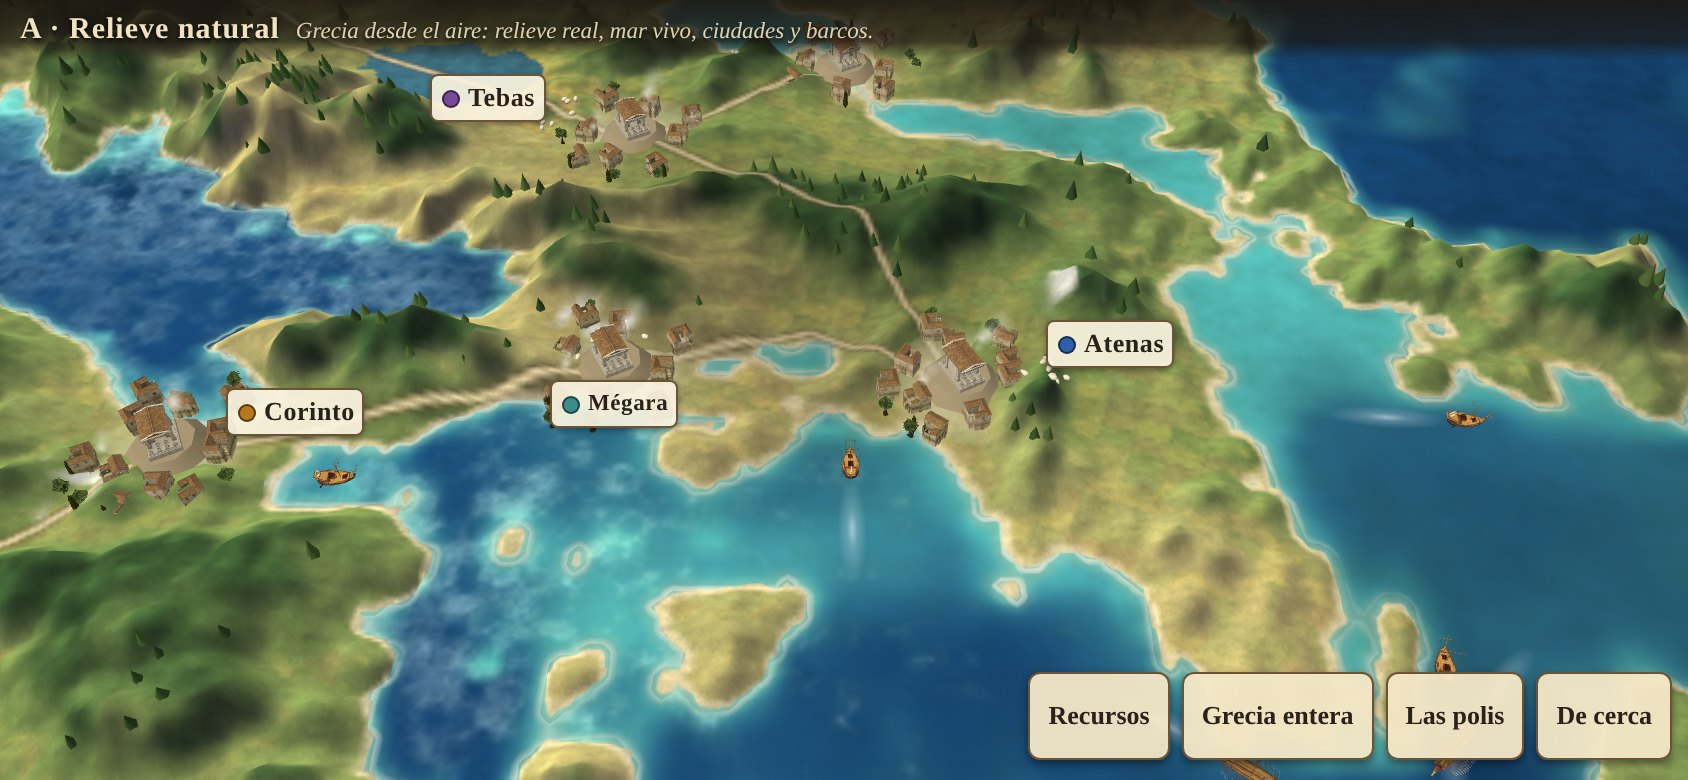 A · Relieve natural Grecia desde el aire: relieve real, mar vivo, ciudades y barcos.
Tebas
Atenas
Corinto
Mégara
Recursos
Grecia entera
Las polis
De cerca